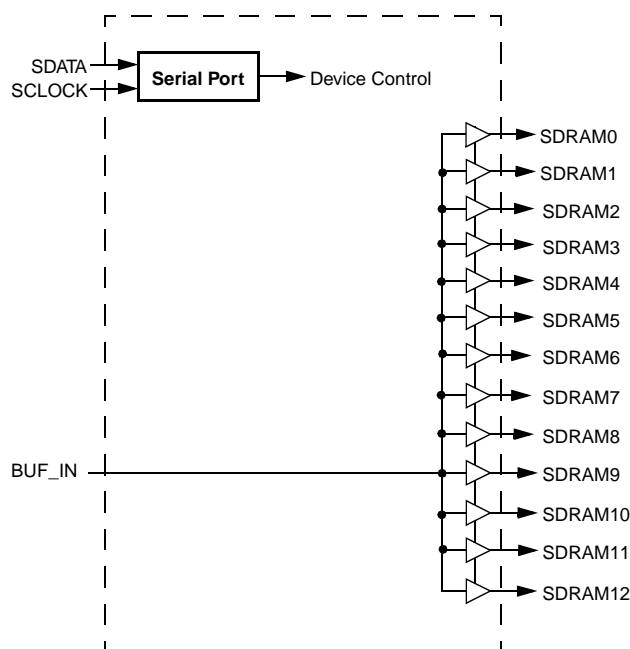 SDATA
SCLOCK
Serial Port
Device Control
SDRAM0
SDRAM1
SDRAM2
SDRAM3
SDRAM4
SDRAM5
SDRAM6
SDRAM7
SDRAM8
BUF_IN
SDRAM9
SDRAM10
SDRAM11
SDRAM12